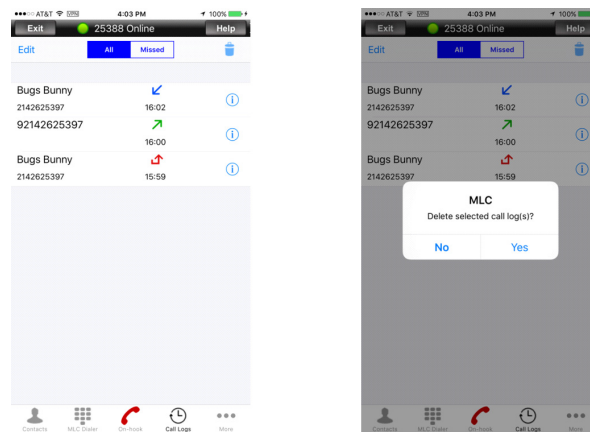 AT&T VPN 4:03 PM 100%
Exit 25388 Online Help
Edit All Missed
Bugs Bunny
2142625397 16:02
92142625397
16:00
Bugs Bunny
2142625397 15:59
Contacts MLC Dialer On-hook Call Logs More
AT&T VPN 4:03 PM 100%
Exit 25388 Online Help
Edit All Missed
Bugs Bunny
2142625397 16:02
92142625397
16:00
Bugs Bunny
2142625397 15:59
MLC
Delete selected call log(s)?
No Yes
Contacts MLC Dialer On-hook Call Logs More